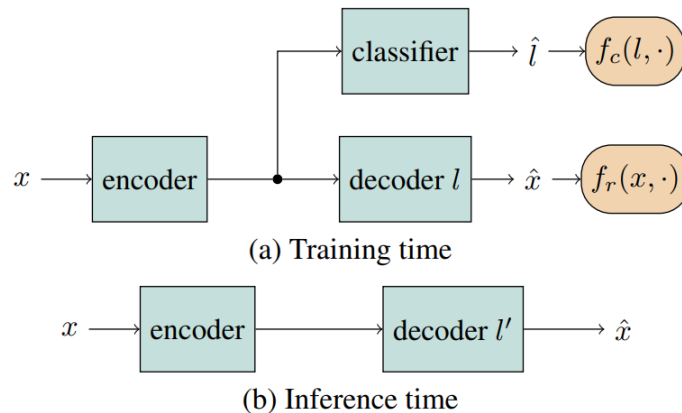 classifier
l̂
f_c(l, ·)
x
encoder
decoder l
x̂
f_r(x, ·)
(a) Training time
x
encoder
decoder l′
x̂
(b) Inference time